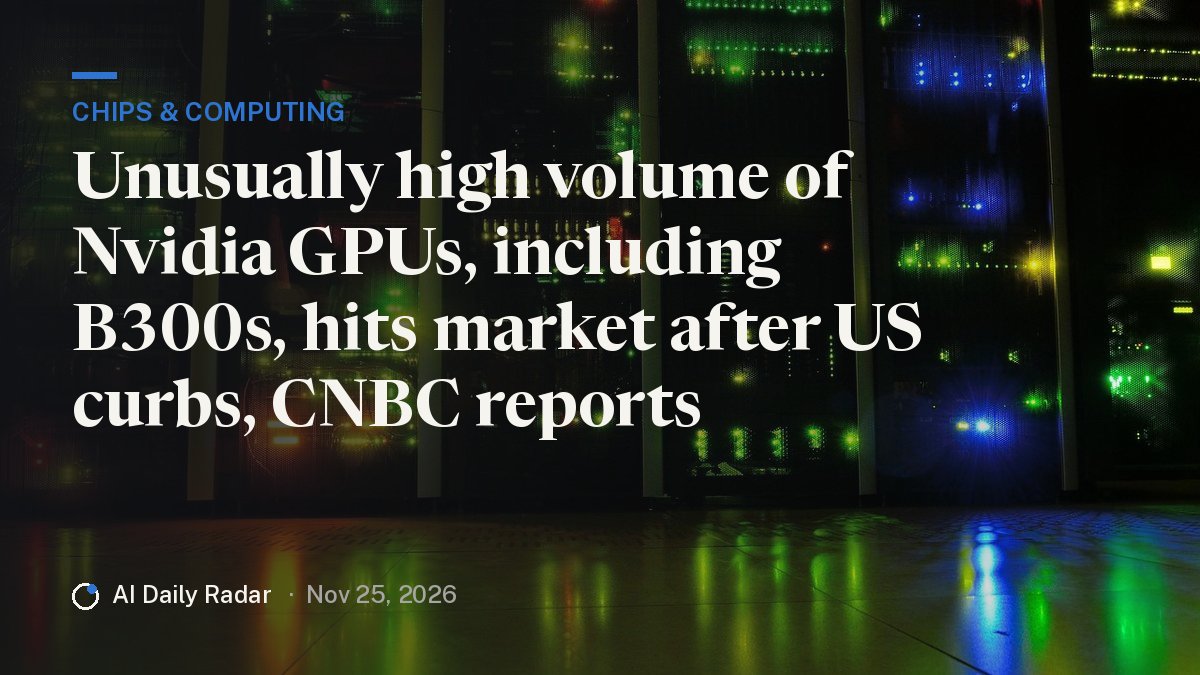 CHIPS & COMPUTING
Unusually high volume of
Nvidia GPUs, including
B300s, hits market after US
curbs, CNBC reports
AI Daily Radar · Nov 25, 2026